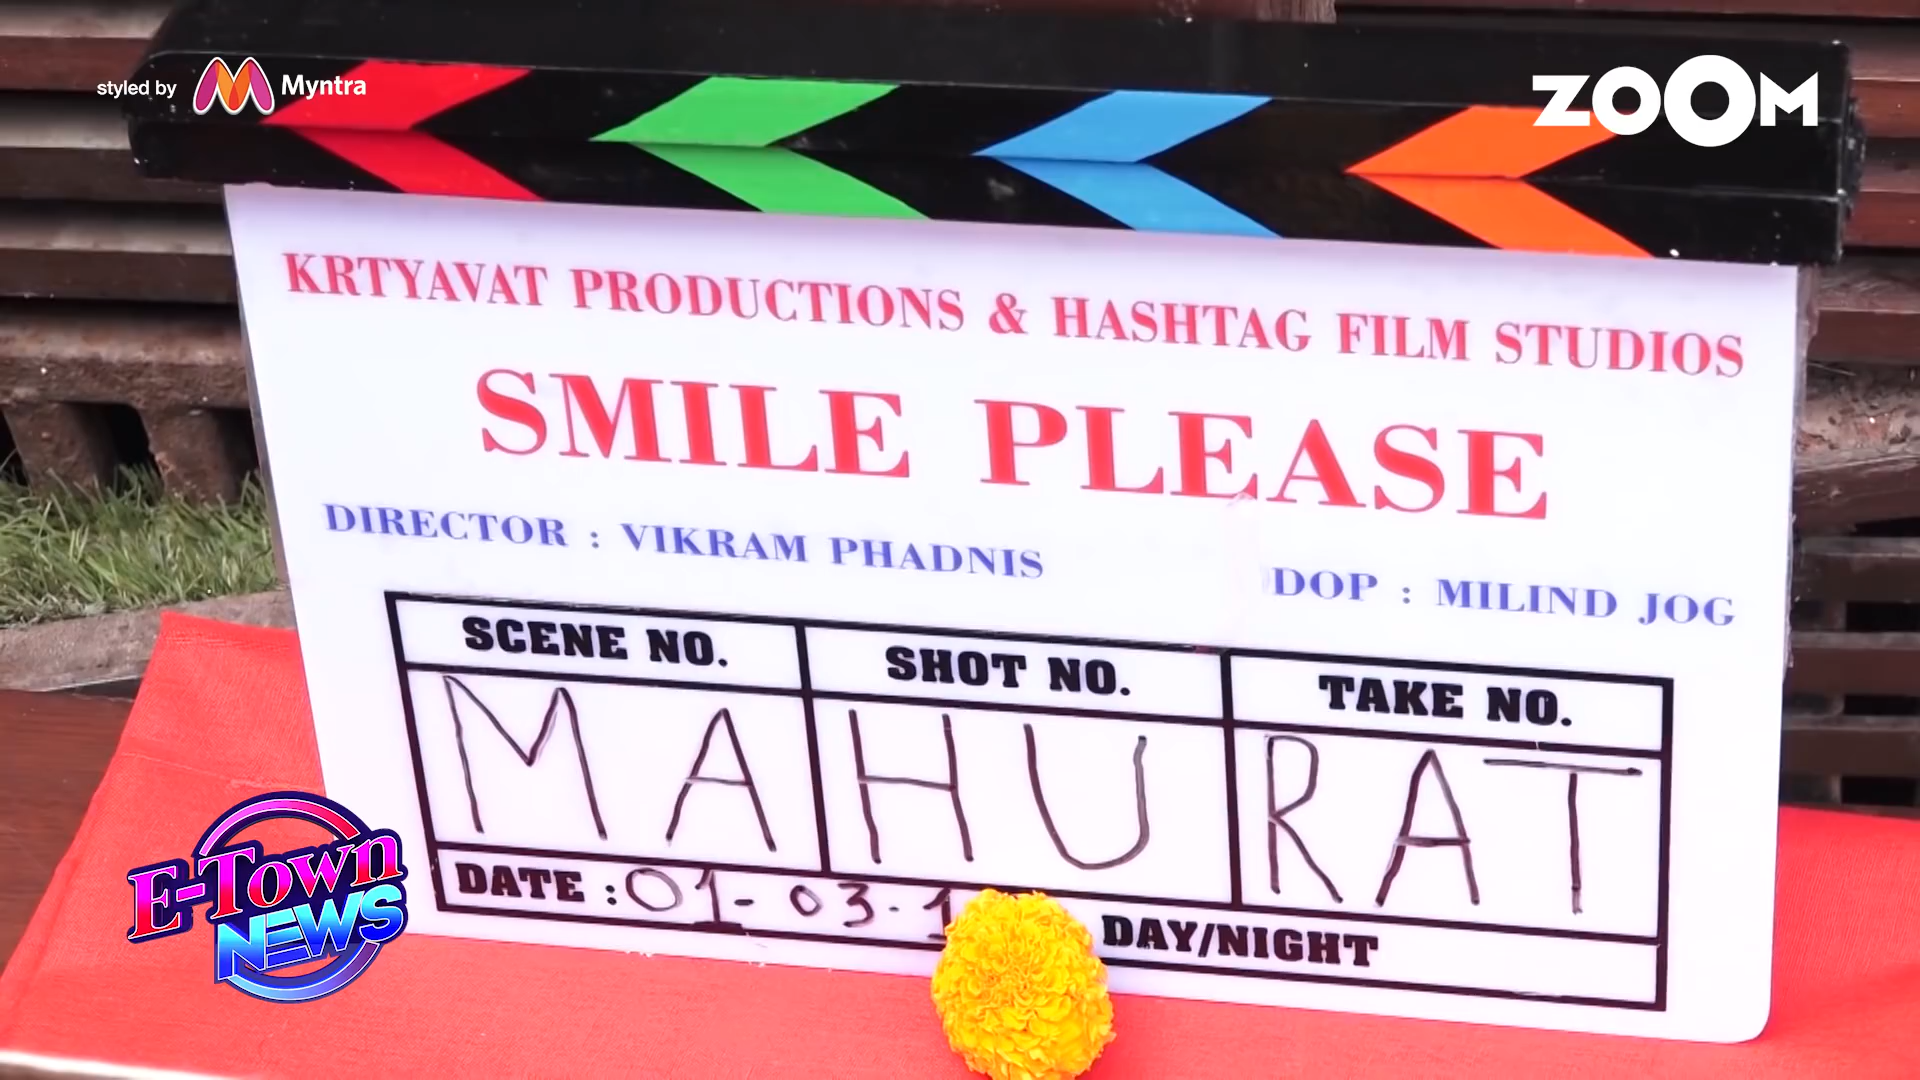 styled by Myntra
ZOOM
KRTYAVAT PRODUCTIONS & HASHTAG FILM STUDIOS
SMILE PLEASE
DIRECTOR : VIKRAM PHADNIS
DOP : MILIND JOG
SCENE NO. SHOT NO. TAKE NO.
MAHURAT
DATE : 01-03-1 DAY/NIGHT
E-TOWN
NEWS